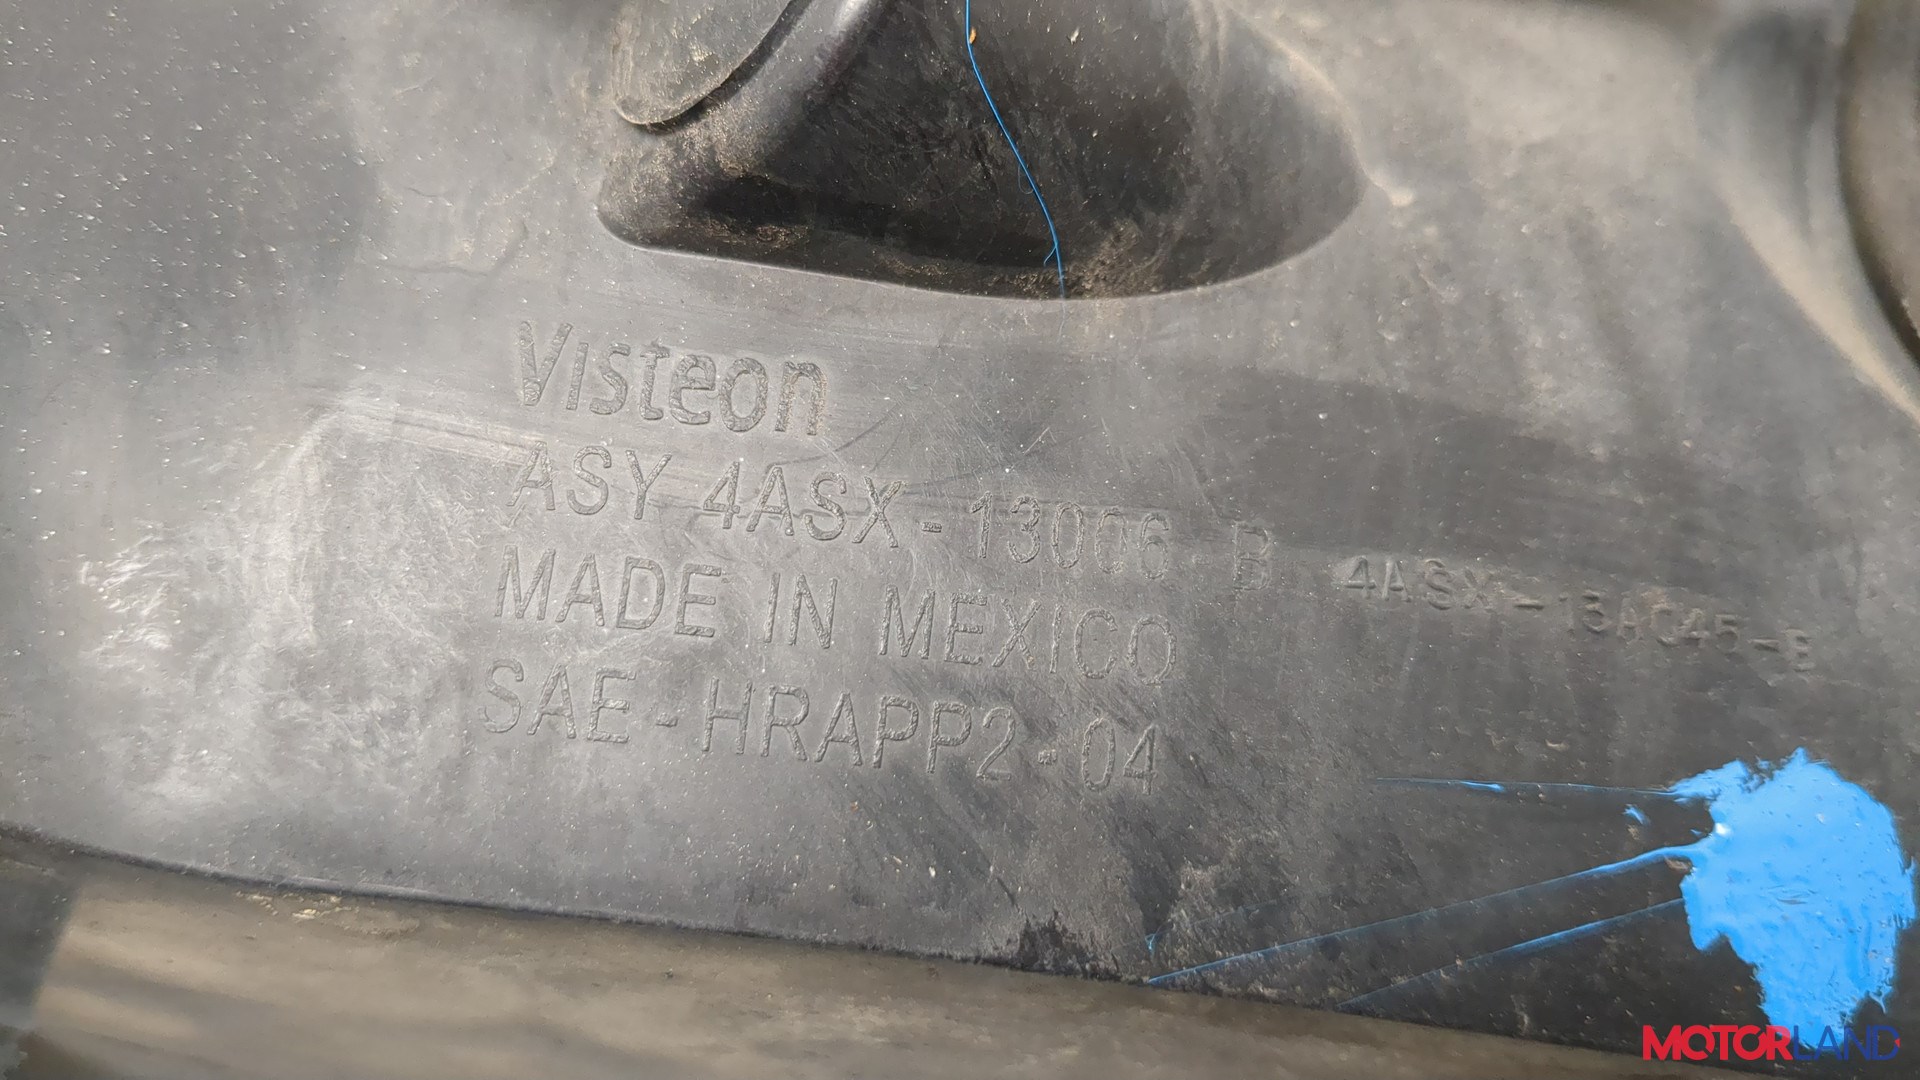 Visteon
ASY 4ASX-13006 B 4ASX-13A045-B
MADE IN MEXICO
SAE-HRAPP2-04
MOTORLAND